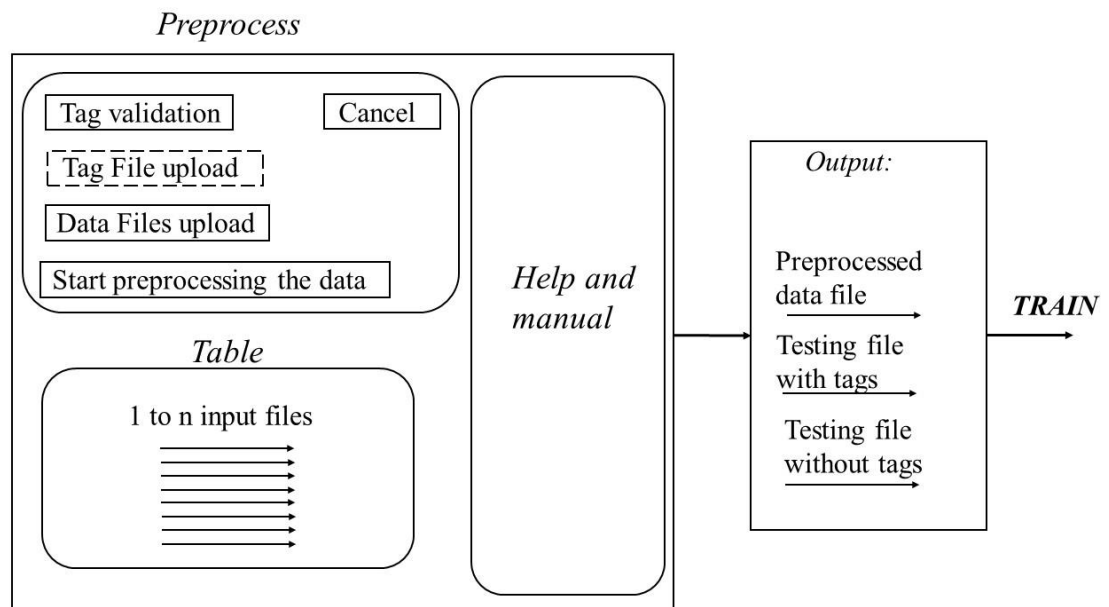 Preprocess
Tag validation
Cancel
Tag File upload
Data Files upload
Start preprocessing the data
Table
1 to n input files
Help and
manual
Output:
Preprocessed
data file
Testing file
with tags
Testing file
without tags
TRAIN